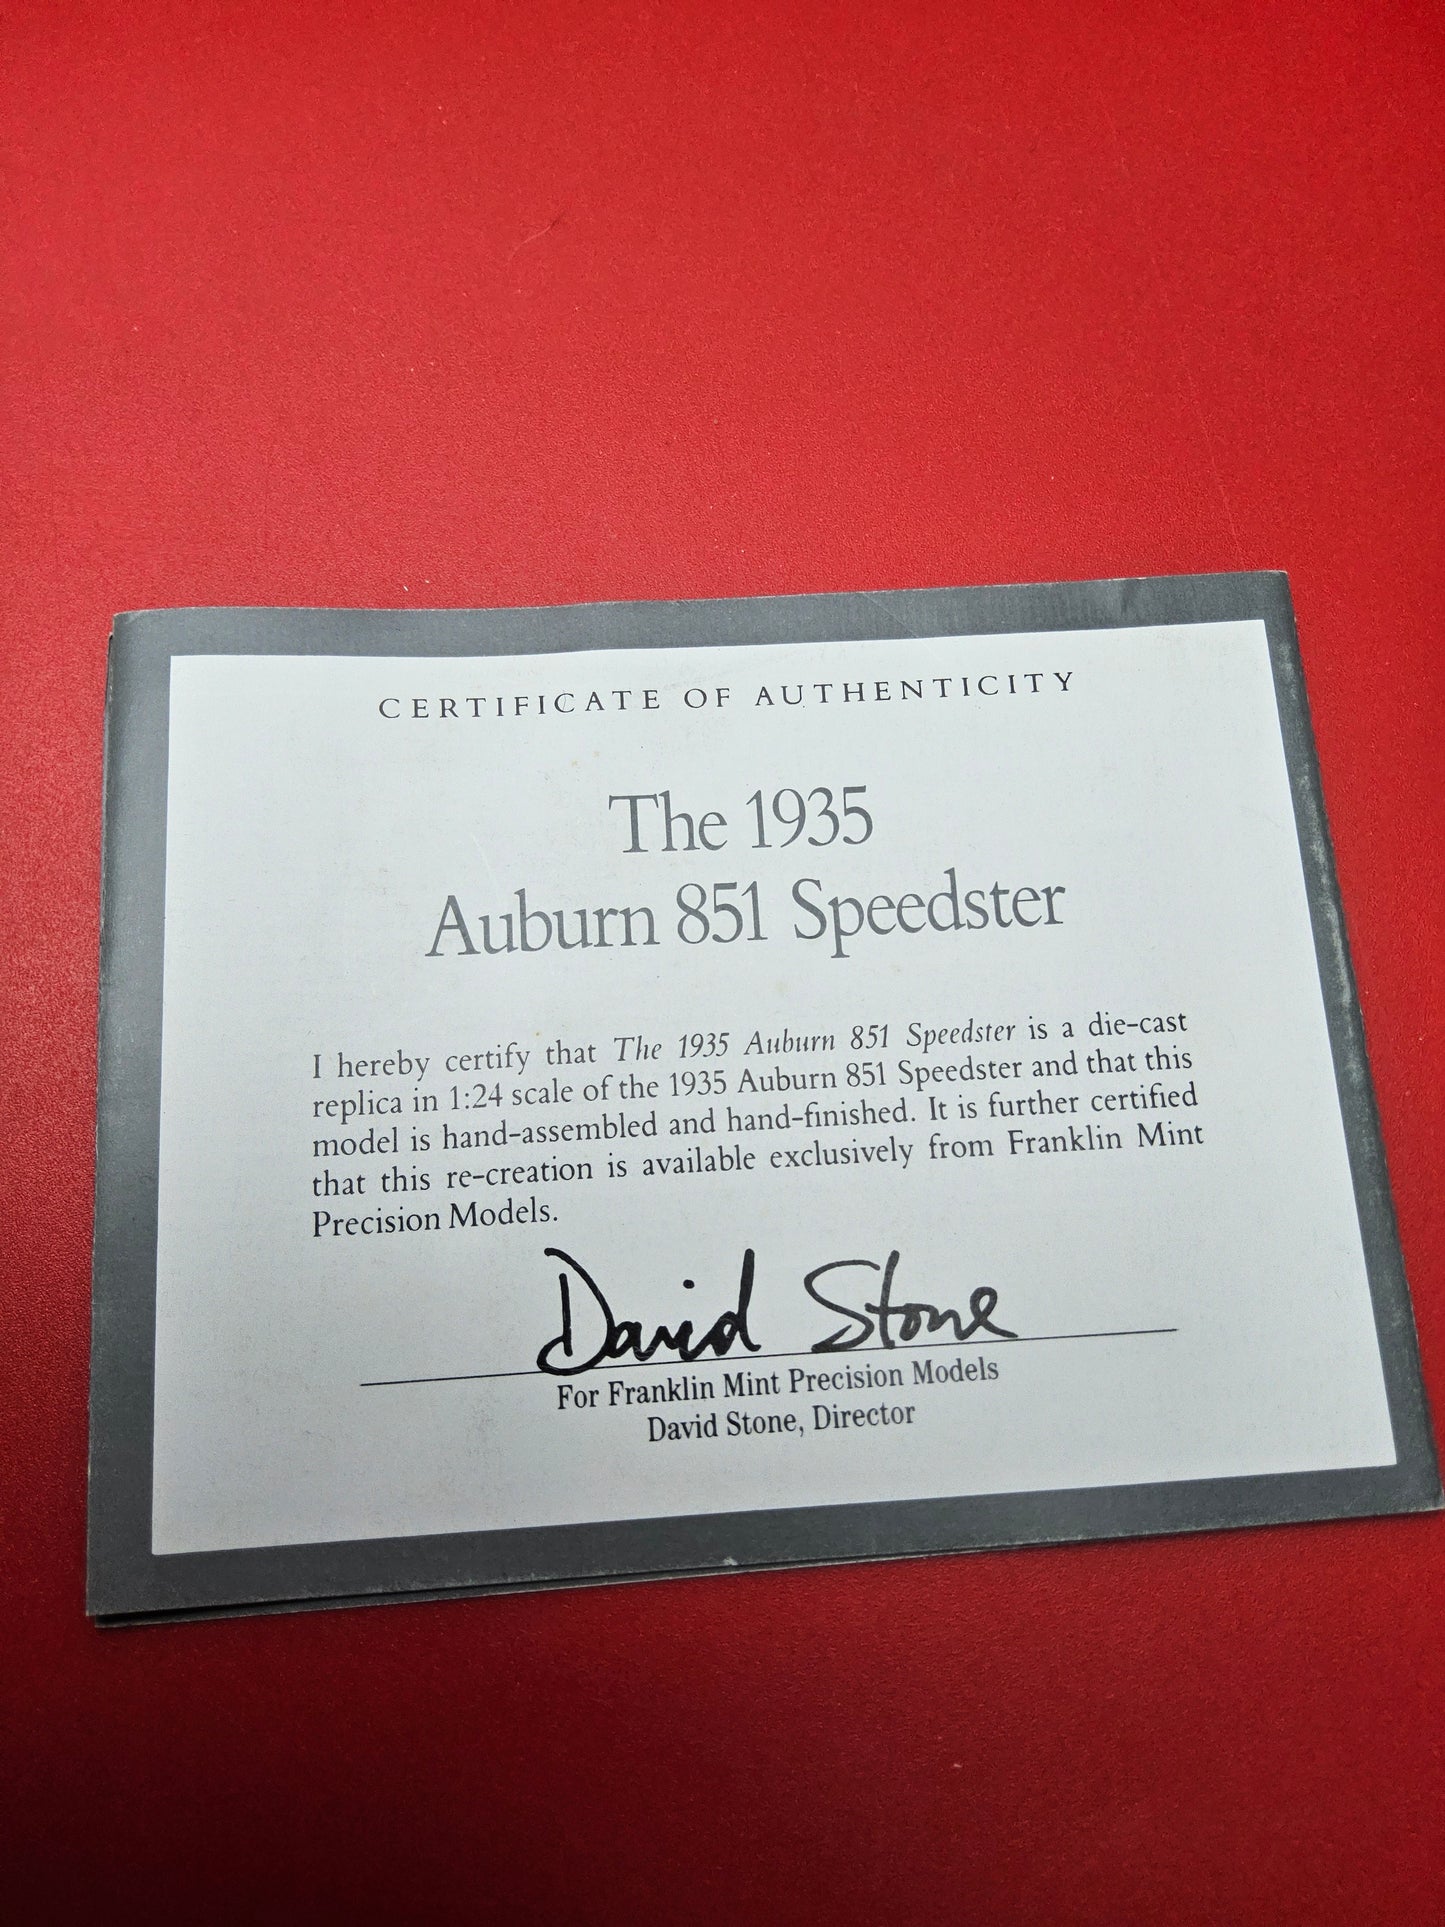 CERTIFICATE OF AUTHENTICITY
The 1935
Auburn 851 Speedster
I hereby certify that The 1935 Auburn 851 Speedster is a die-cast
replica in 1:24 scale of the 1935 Auburn 851 Speedster and that this
model is hand-assembled and hand-finished. It is further certified
that this re-creation is available exclusively from Franklin Mint
Precision Models.
David Stone
For Franklin Mint Precision Models
David Stone, Director